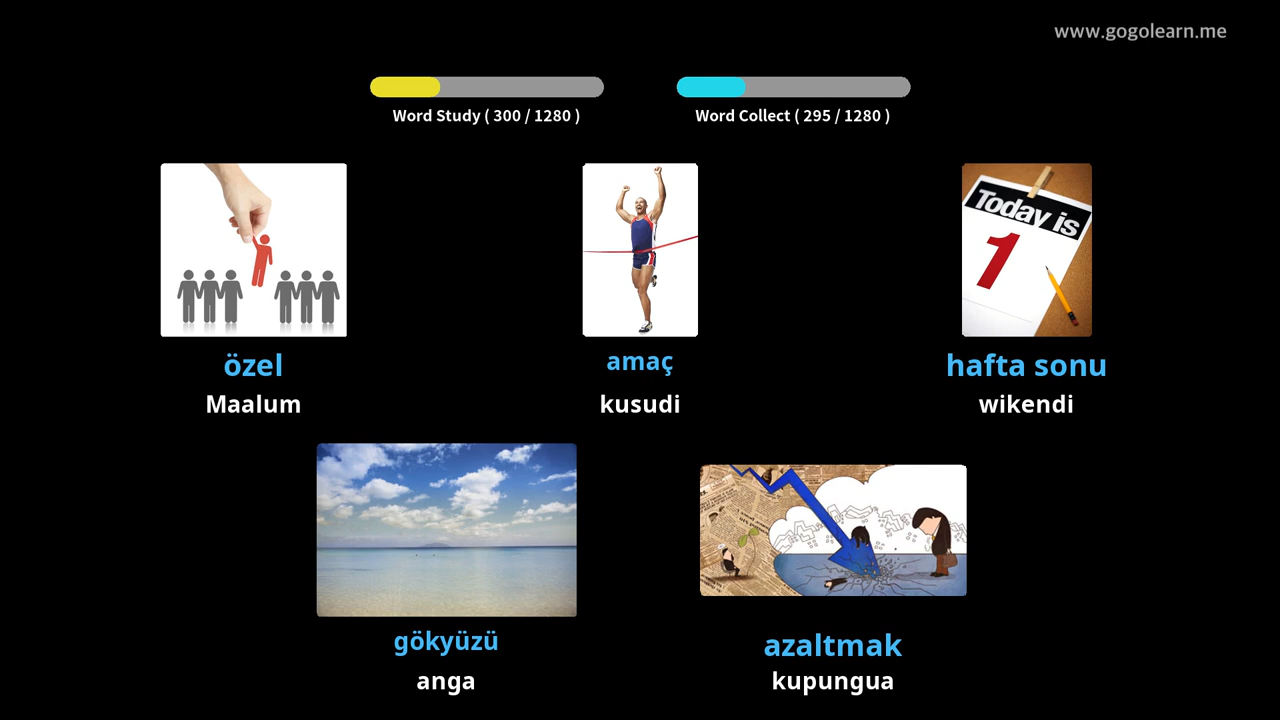 www.gogolearn.me
Word Study ( 300 / 1280 )
Word Collect ( 295 / 1280 )
Today is
1
özel
amaç
hafta sonu
Maalum
kusudi
wikendi
gökyüzü
azaltmak
anga
kupungua